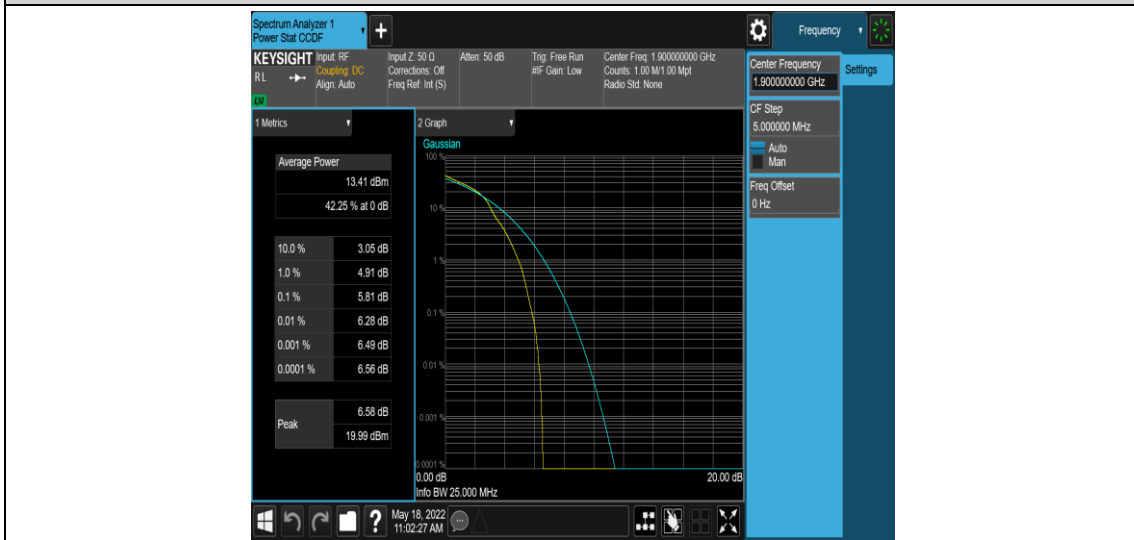 Spectrum Analyzer 1
Power Stat CCDF
+
Frequency
KEYSIGHT
RL
LXI
Input: RF
Coupling: DC
Align: Auto
Input Z: 50 Ω
Corrections: Off
Freq Ref: Int (S)
Atten: 50 dB
Trig: Free Run
#IF Gain: Low
Center Freq: 1.900000000 GHz
Counts: 1.00 M/1.00 Mpt
Radio Std: None
Center Frequency
1.900000000 GHz
Settings
CF Step
5.000000 MHz
Auto
Man
Freq Offset
0 Hz
1 Metrics
Average Power
13.41 dBm
42.25 % at 0 dB
10.0 % 3.05 dB
1.0 % 4.91 dB
0.1 % 5.81 dB
0.01 % 6.28 dB
0.001 % 6.49 dB
0.0001 % 6.56 dB
Peak
6.58 dB
19.99 dBm
2 Graph
Gaussian
100 %
10 %
1 %
0.1 %
0.01 %
0.001 %
0.0001 %
0.00 dB 20.00 dB
Info BW 25.000 MHz
?
May 18, 2022
11:02:27 AM